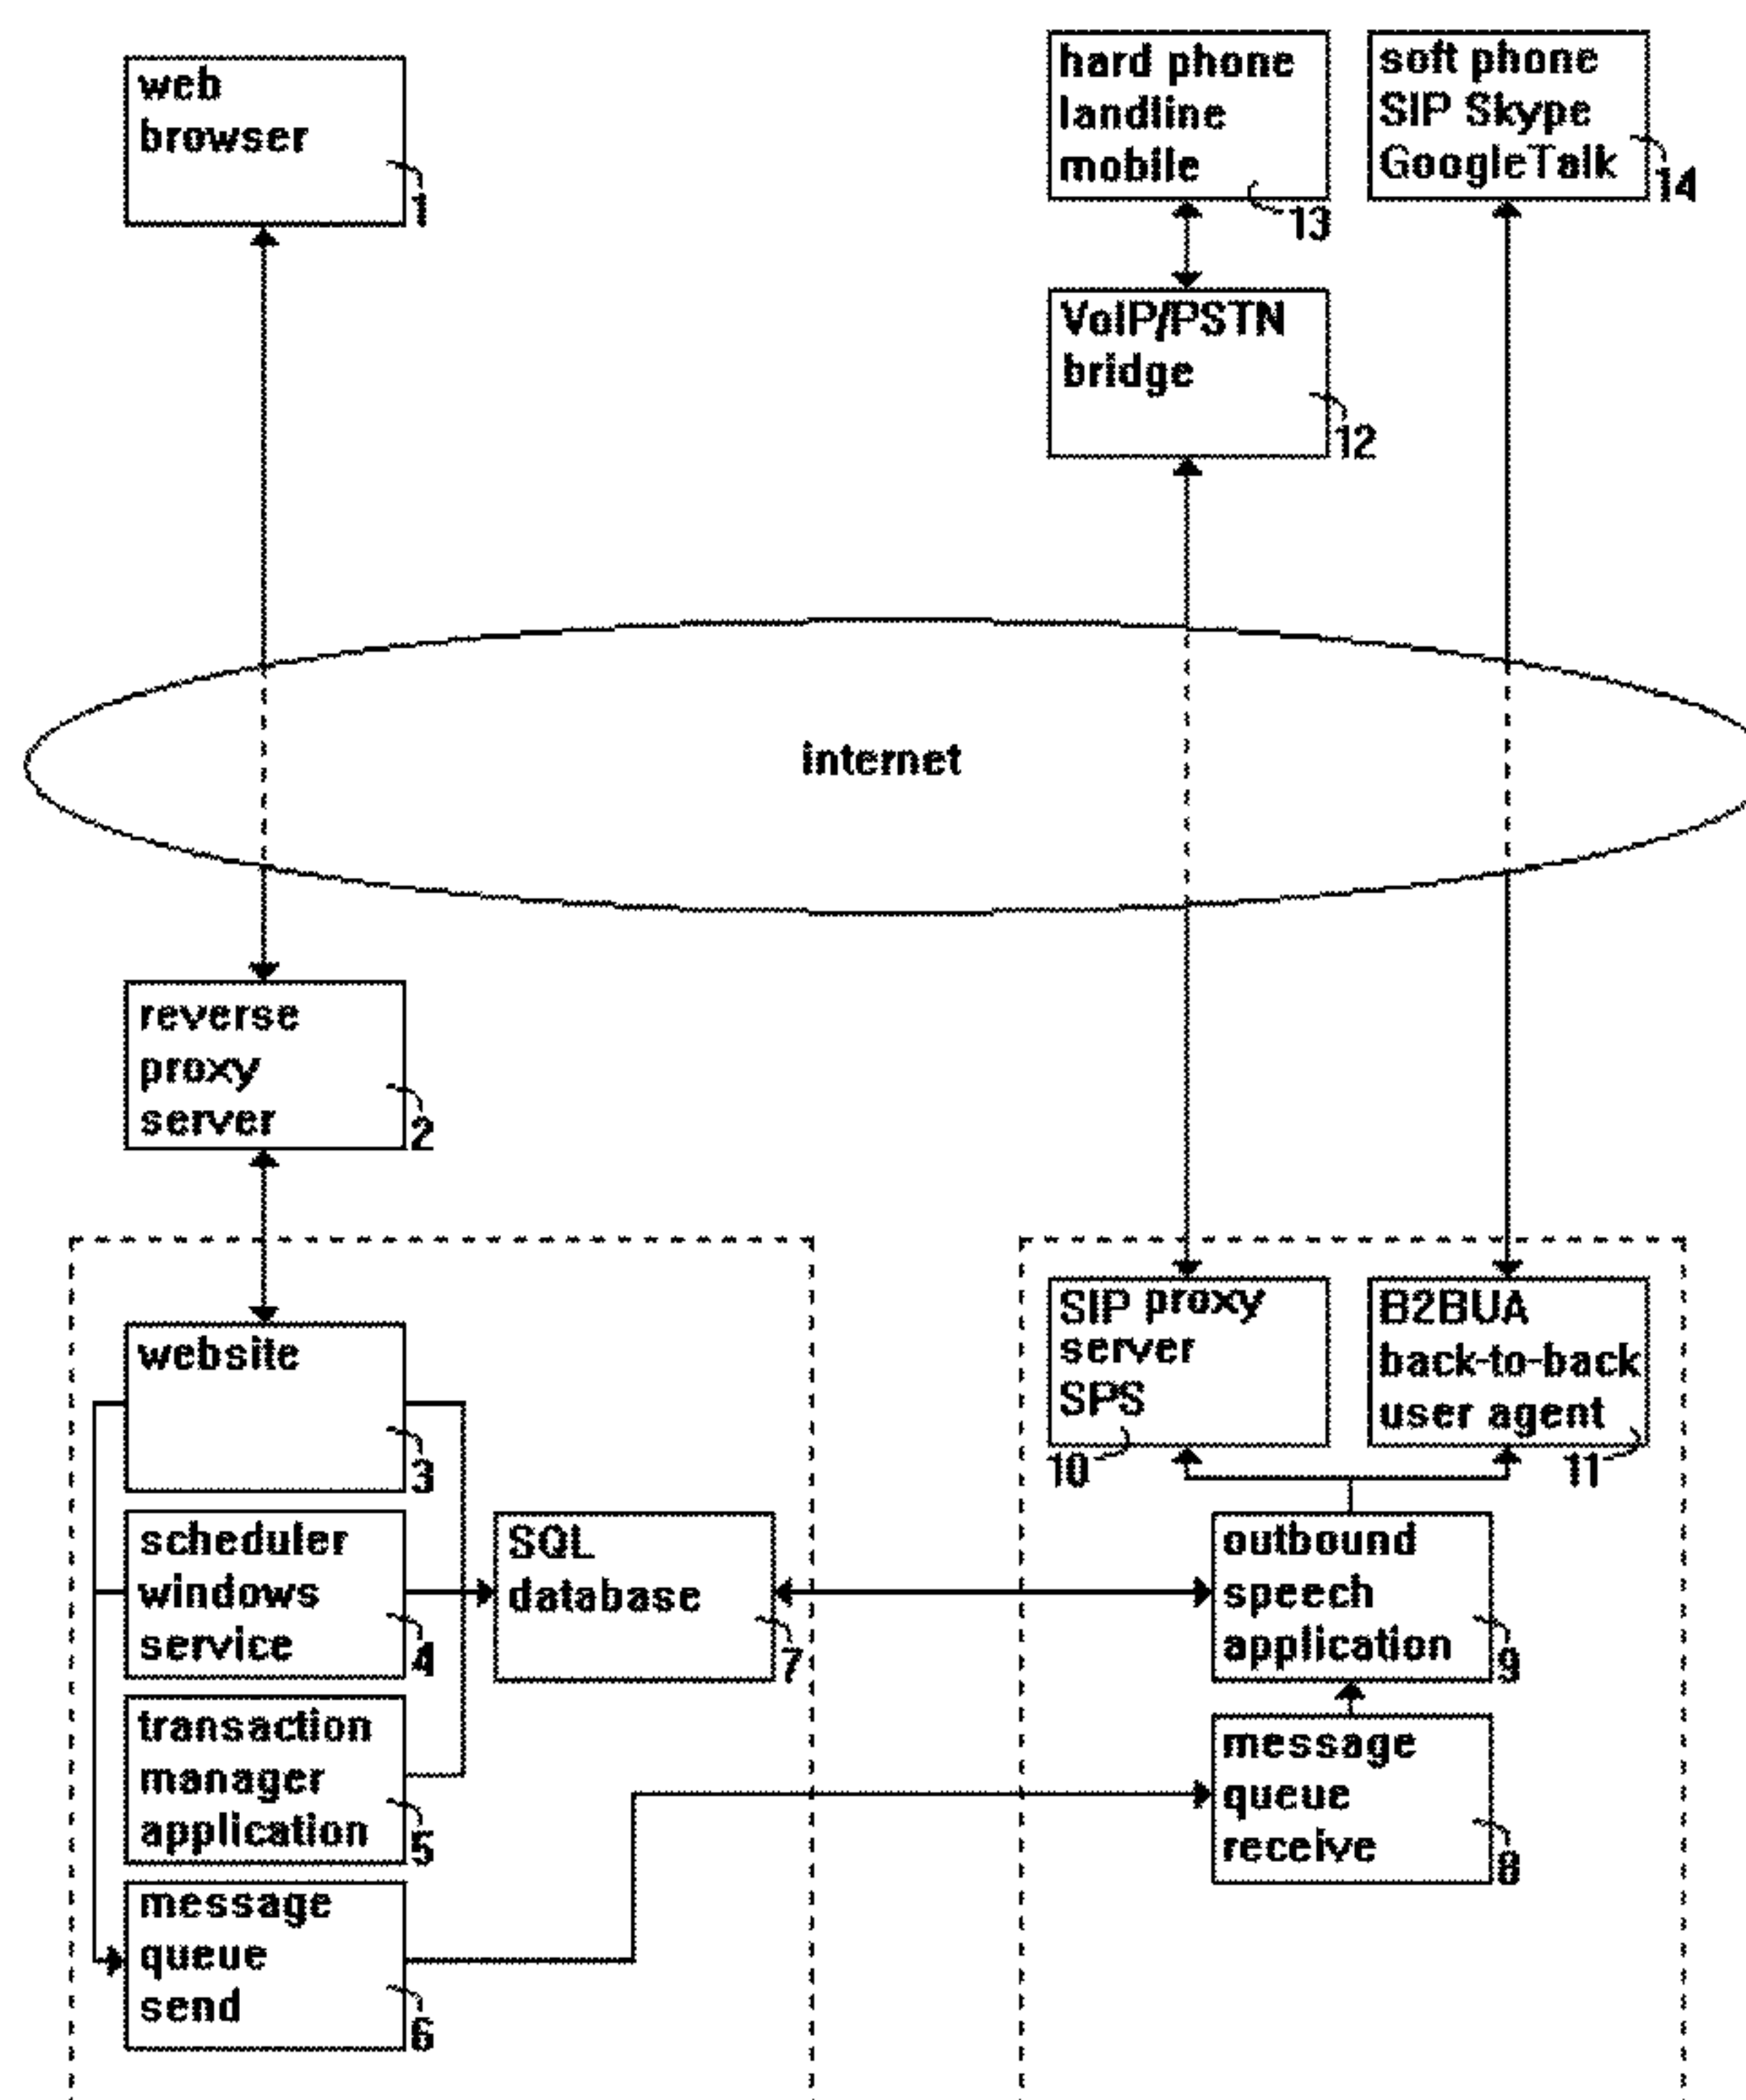 web
browser
1
hard phone
landline
mobile
13
soft phone
SIP Skype
GoogleTalk
14
VoIP/PSTN
bridge
12
internet
reverse
proxy
server
2
website
3
scheduler
windows
service
4
transaction
manager
application
5
message
queue
send
6
SQL
database
7
SIP proxy
server
SPS
10
B2BUA
back-to-back
user agent
11
outbound
speech
application
9
message
queue
receive
8